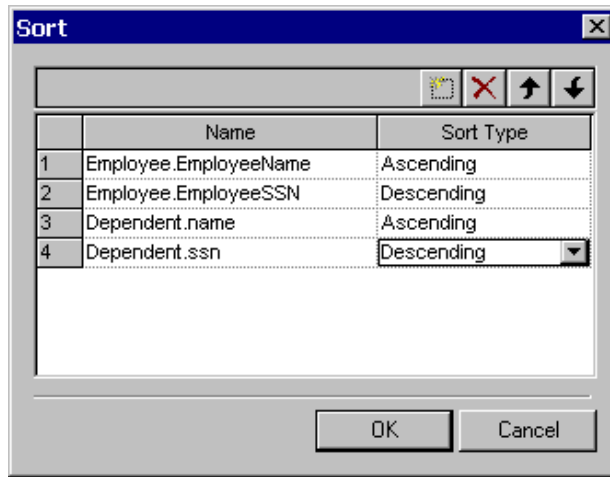 Sort
Name Sort Type
1 Employee.EmployeeName Ascending
2 Employee.EmployeeSSN Descending
3 Dependent.name Ascending
4 Dependent.ssn Descending
OK Cancel